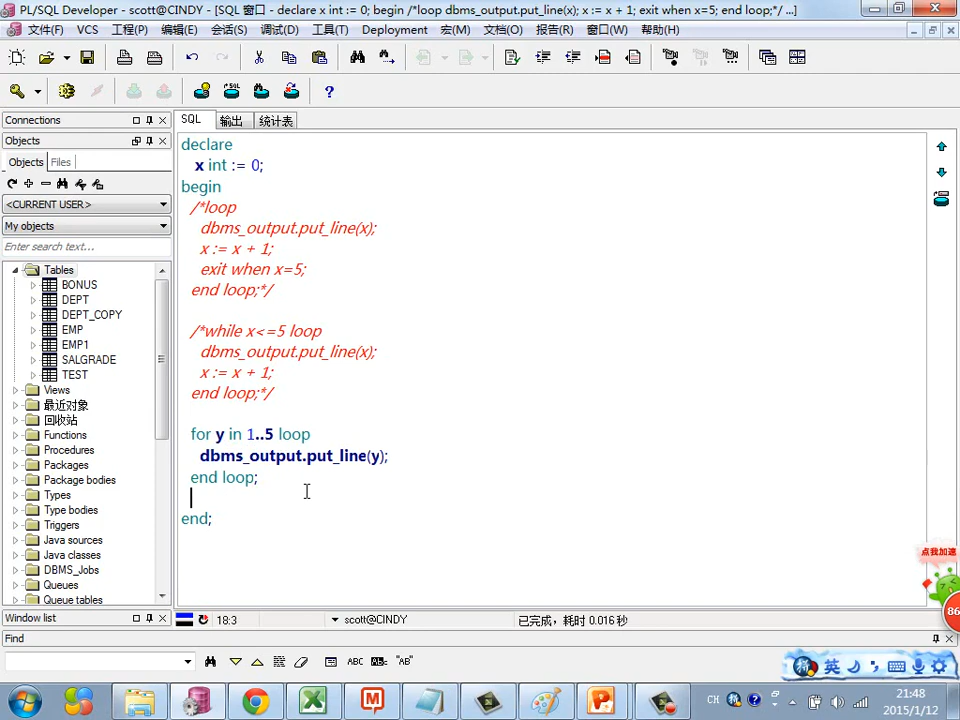 PL/SQL Developer - scott@CINDY - [SQL 窗口 - declare x int := 0; begin /*loop dbms_output.put_line(x); x := x + 1; exit when x=5; end loop;*/ ...]
文件(F) VCS 工程(P) 编辑(E) 会话(S) 调试(D) 工具(T) Deployment 宏(M) 文档(O) 报告(R) 窗口(W) 帮助(H)
Connections
Objects
Objects Files
<CURRENT USER>
My objects
Enter search text...
Tables
BONUS
DEPT
DEPT_COPY
EMP
EMP1
SALGRADE
TEST
Views
最近对象
回收站
Functions
Procedures
Packages
Package bodies
Types
Type bodies
Triggers
Java sources
Java classes
DBMS_Jobs
Queues
Queue tables
Window list
SQL 输出 统计表
declare
x int := 0;
begin
/*loop
dbms_output.put_line(x);
x := x + 1;
exit when x=5;
end loop;*/
/*while x<=5 loop
dbms_output.put_line(x);
x := x + 1;
end loop;*/
for y in 1..5 loop
dbms_output.put_line(y);
end loop;
end;
点我加速
86
18:3 scott@CINDY 已完成，耗时 0.016 秒
Find
ABC "AB"
英
CH 21:48
2015/1/12